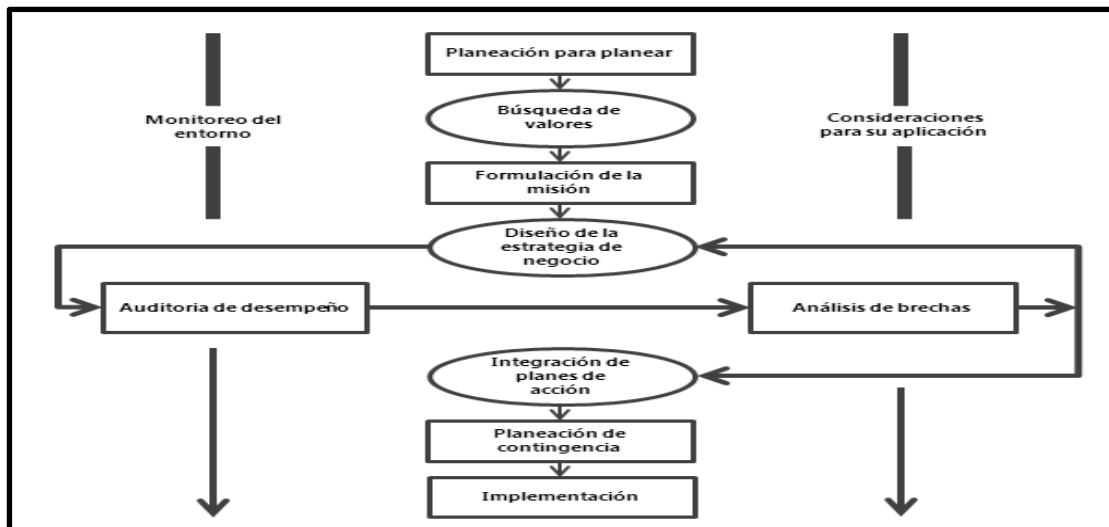 Planeación para planear
Búsqueda de
valores
Monitoreo del
entorno
Consideraciones
para su aplicación
Formulación de la
misión
Diseño de la
estrategia de
negocio
Auditoria de desempeño
Análisis de brechas
Integración de
planes de
acción
Planeación de
contingencia
Implementación